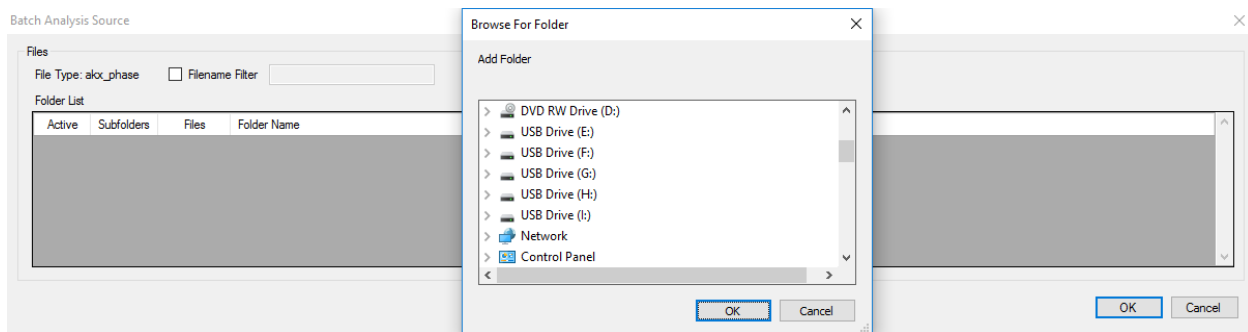 Batch Analysis Source
Files
File Type: akx_phase Filename Filter
Folder List
Active Subfolders Files Folder Name
Browse For Folder
Add Folder
DVD RW Drive (D:)
USB Drive (E:)
USB Drive (F:)
USB Drive (G:)
USB Drive (H:)
USB Drive (I:)
Network
Control Panel
OK Cancel
OK Cancel